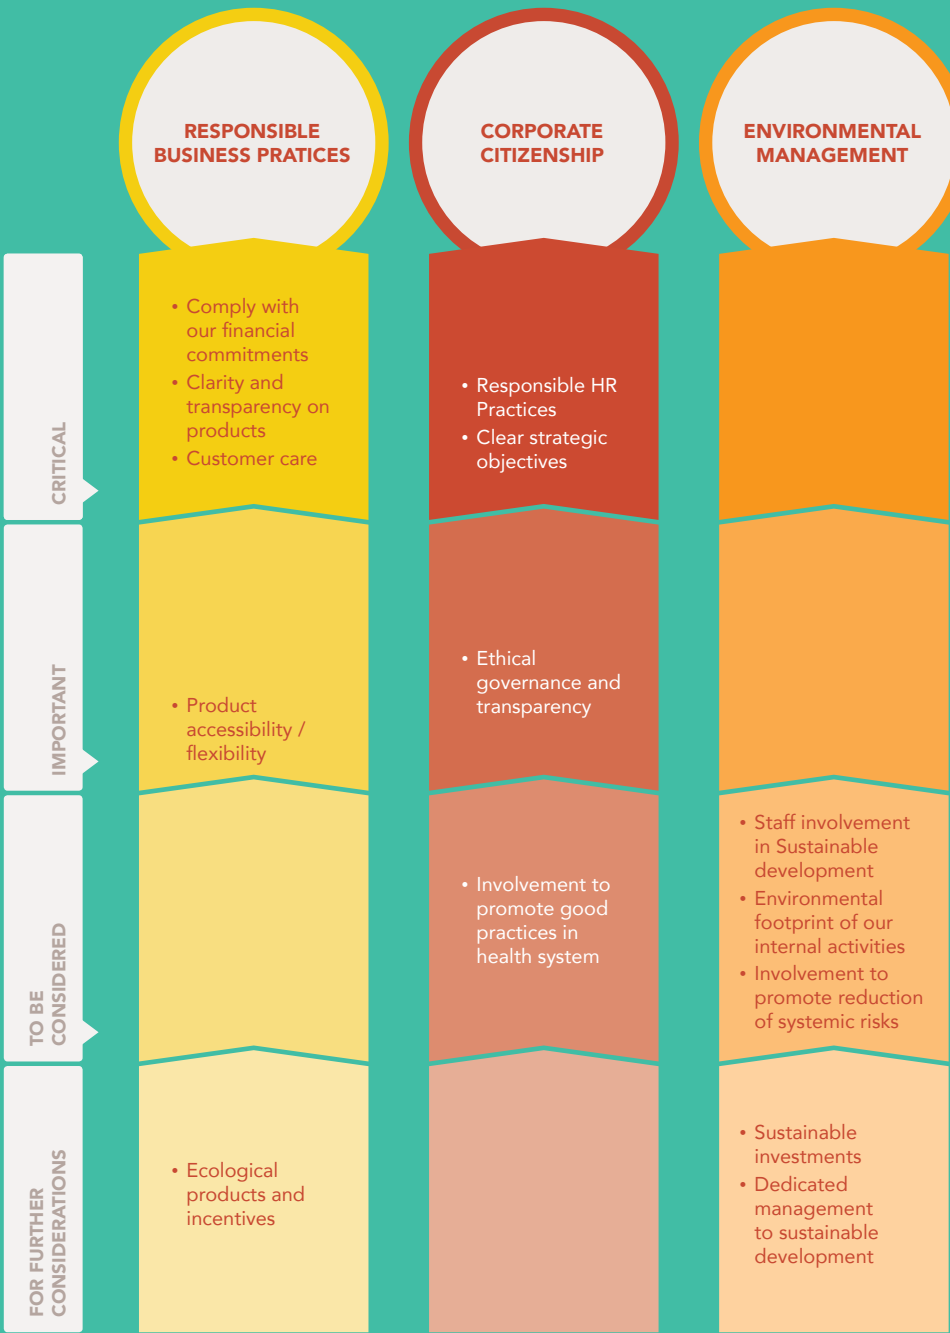 RESPONSIBLE
BUSINESS PRATICES
CORPORATE
CITIZENSHIP
ENVIRONMENTAL
MANAGEMENT
CRITICAL
• Comply with
our financial
commitments
• Clarity and
transparency on
products
• Customer care
• Responsible HR
Practices
• Clear strategic
objectives
IMPORTANT
• Product
accessibility /
flexibility
• Ethical
governance and
transparency
TO BE
CONSIDERED
• Involvement to
promote good
practices in
health system
• Staff involvement
in Sustainable
development
• Environmental
footprint of our
internal activities
• Involvement to
promote reduction
of systemic risks
FOR FURTHER
CONSIDERATIONS
• Ecological
products and
incentives
• Sustainable
investments
• Dedicated
management
to sustainable
development